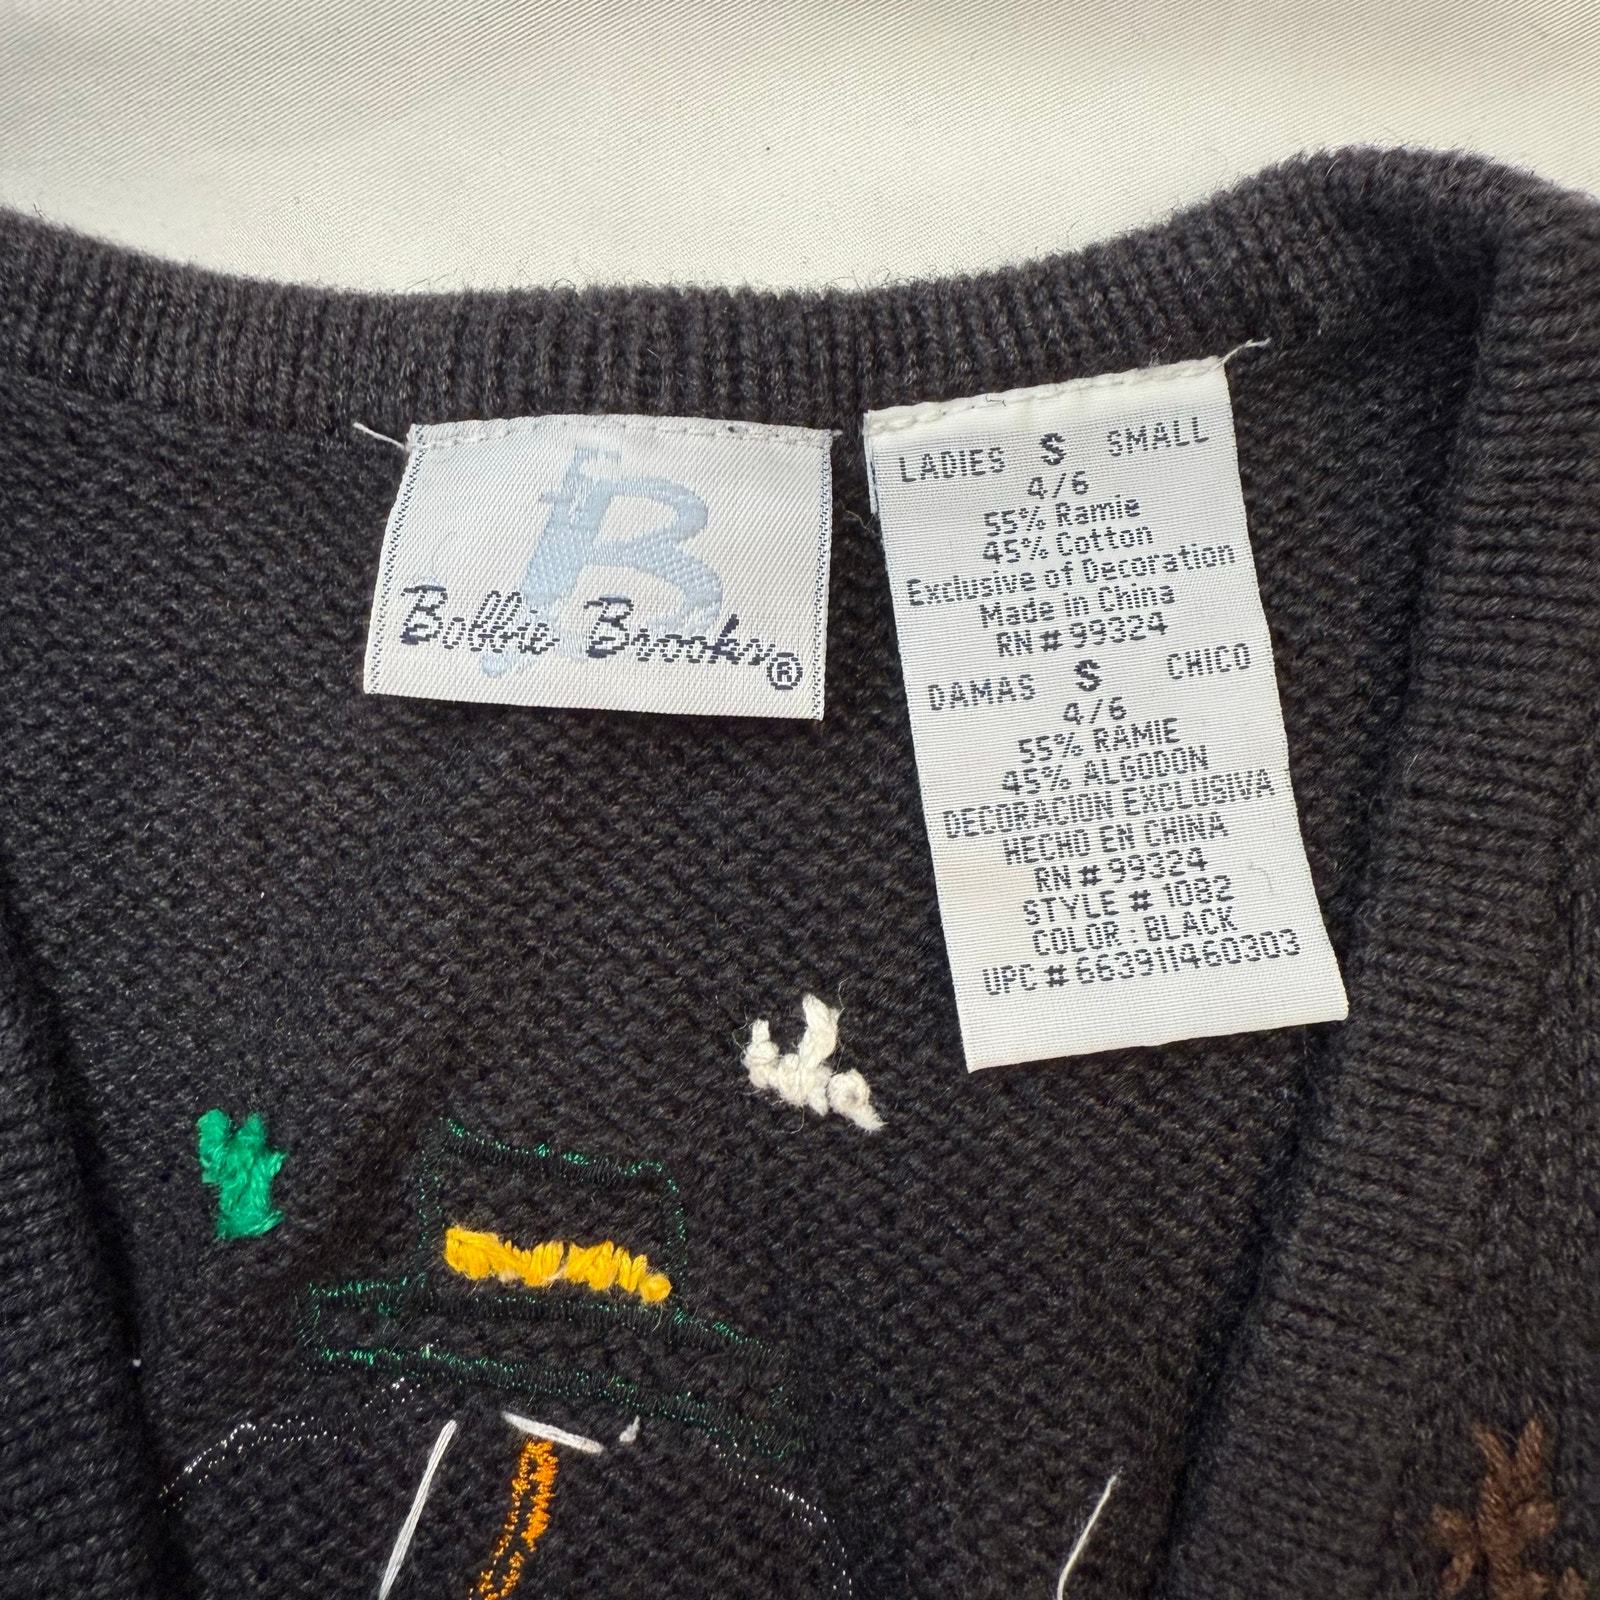 B
Bobbie Brooks®
LADIES S SMALL
4/6
55% Ramie
45% Cotton
Exclusive of Decoration
Made in China
RN # 99324
DAMAS S CHICO
4/6
55% RAMIE
45% ALGODON
DECORACION EXCLUSIVA
HECHO EN CHINA
RN # 99324
STYLE # 1082
COLOR : BLACK
UPC # 663911460303